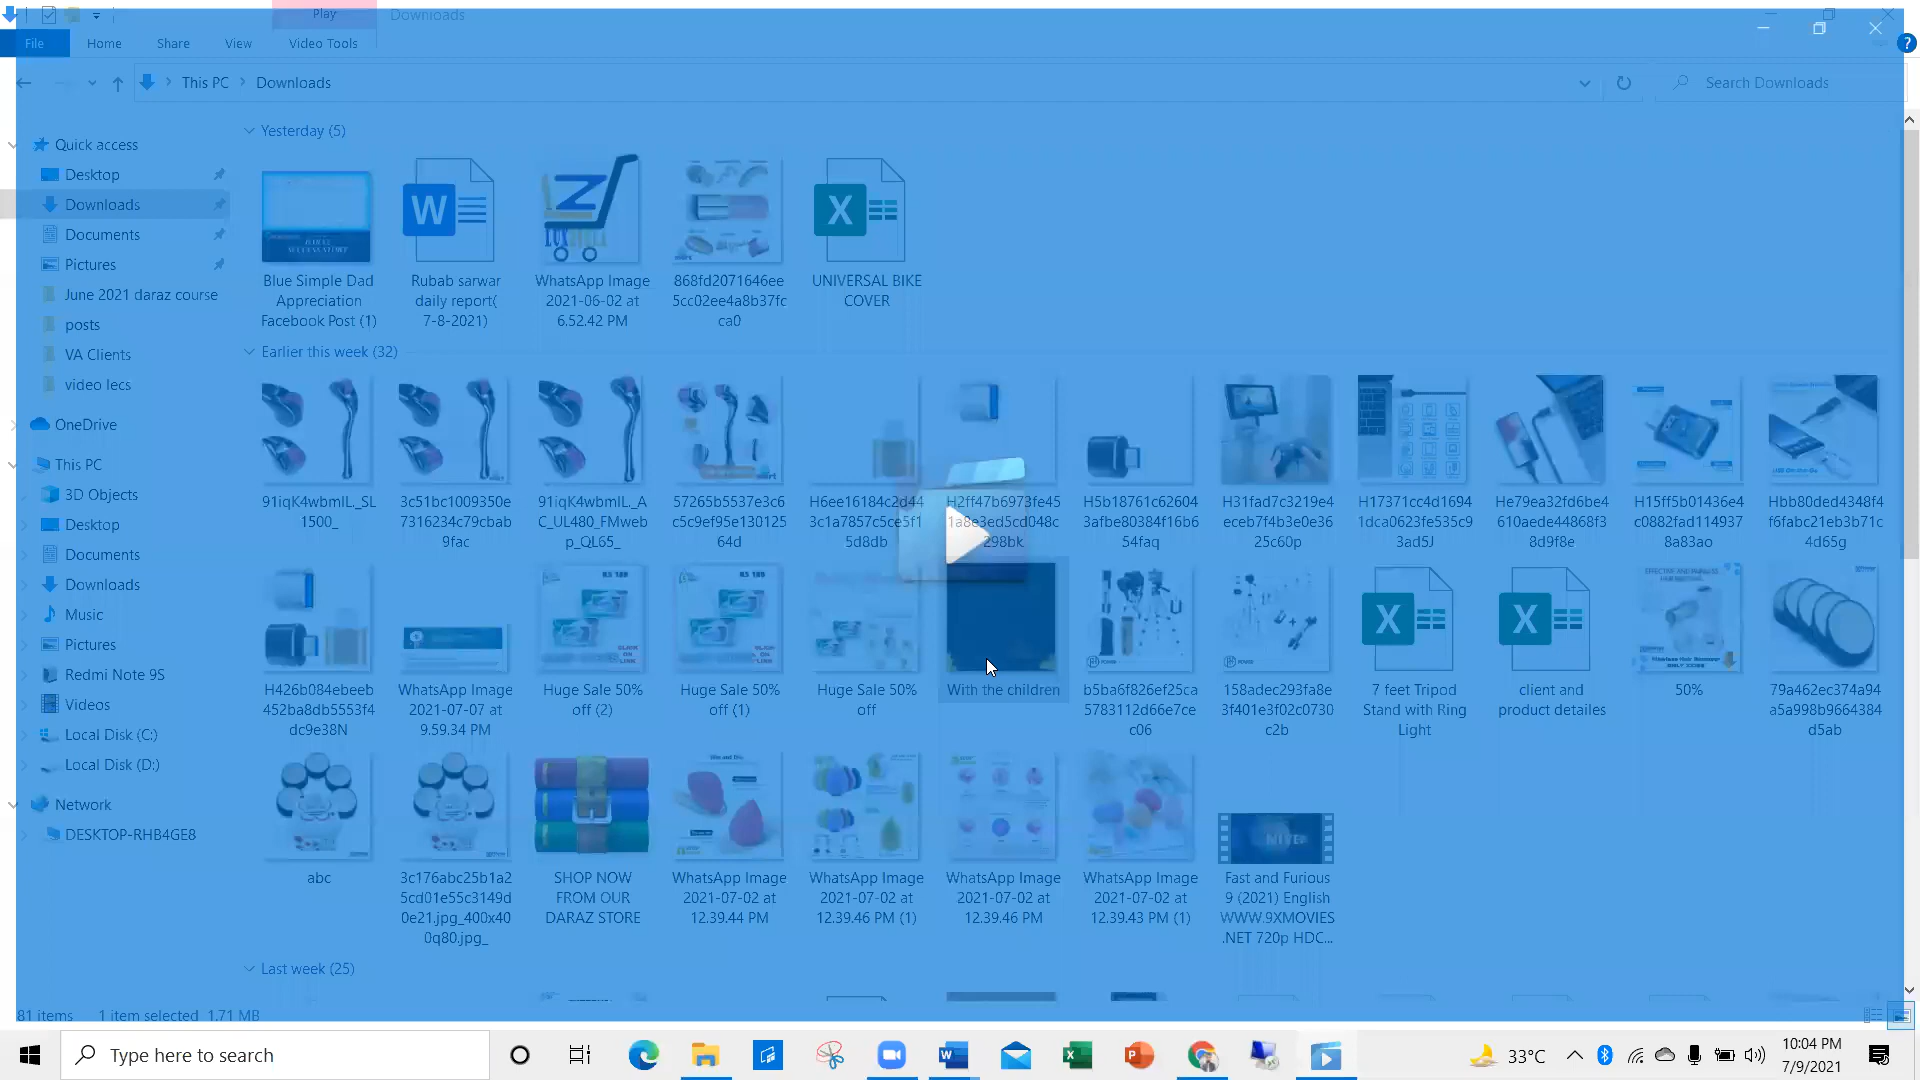 Play
Downloads
File
Home
Share
View
Video Tools
This PC
Downloads
Search Downloads
Quick access
Desktop
Downloads
Documents
Pictures
June 2021 daraz course
posts
VA Clients
video lecs
OneDrive
This PC
3D Objects
Desktop
Documents
Downloads
Music
Pictures
Redmi Note 9S
Videos
Local Disk (C:)
Local Disk (D:)
Network
DESKTOP-RHB4GE8
Yesterday (5)
Blue Simple Dad
Appreciation
Facebook Post (1)
Rubab sarwar
daily report(
7-8-2021)
WhatsApp Image
2021-06-02 at
6.52.42 PM
868fd2071646ee
5cc02ee4a8b37fc
ca0
UNIVERSAL BIKE
COVER
Earlier this week (32)
91iqK4wbmIL._SL
1500_
3c51bc1009350e
7316234c79cbab
9fac
91iqK4wbmIL._A
C_UL480_FMweb
p_QL65_
57265b5537e3c6
c5c9ef95e130125
64d
H6ee16184c2d44
3c1a7857c5ce5f1
5d8db
H2ff47b6973fe45
1a8e3ed5cd048c
298bk
H5b18761c62604
3afbe80384f16b6
54faq
H31fad7c3219e4
eceb7f4b3e0e36
25c60p
H17371cc4d1694
1dca0623fe535c9
3ad5J
He79ea32fd6be4
610aede44868f3
8d9f8e
H15ff5b01436e4
c0882fad114937
8a83ao
Hbb80ded4348f4
f6fabc21eb3b71c
4d65g
H426b084ebeeb
452ba8db5553f4
dc9e38N
WhatsApp Image
2021-07-07 at
9.59.34 PM
RS 189
CLICK
ON
LINK
Huge Sale 50%
off (2)
RS 189
CLICK
ON
LINK
Huge Sale 50%
off (1)
Huge Sale 50%
off
With the children
b5ba6f826ef25ca
5783112d66e7ce
c06
158adec293fa8e
3f401e3f02c0730
c2b
7 feet Tripod
Stand with Ring
Light
client and
product detailes
50%
79a462ec374a94
a5a998b9664384
d5ab
abc
3c176abc25b1a2
5cd01e55c3149d
0e21.jpg_400x40
0q80.jpg_
SHOP NOW
FROM OUR
DARAZ STORE
WhatsApp Image
2021-07-02 at
12.39.44 PM
WhatsApp Image
2021-07-02 at
12.39.46 PM (1)
WhatsApp Image
2021-07-02 at
12.39.46 PM
WhatsApp Image
2021-07-02 at
12.39.43 PM (1)
Fast and Furious
9 (2021) English
WWW.9XMOVIES
.NET 720p HDC...
Last week (25)
81 items
1 item selected 1.71 MB
Type here to search
33°C
10:04 PM
7/9/2021